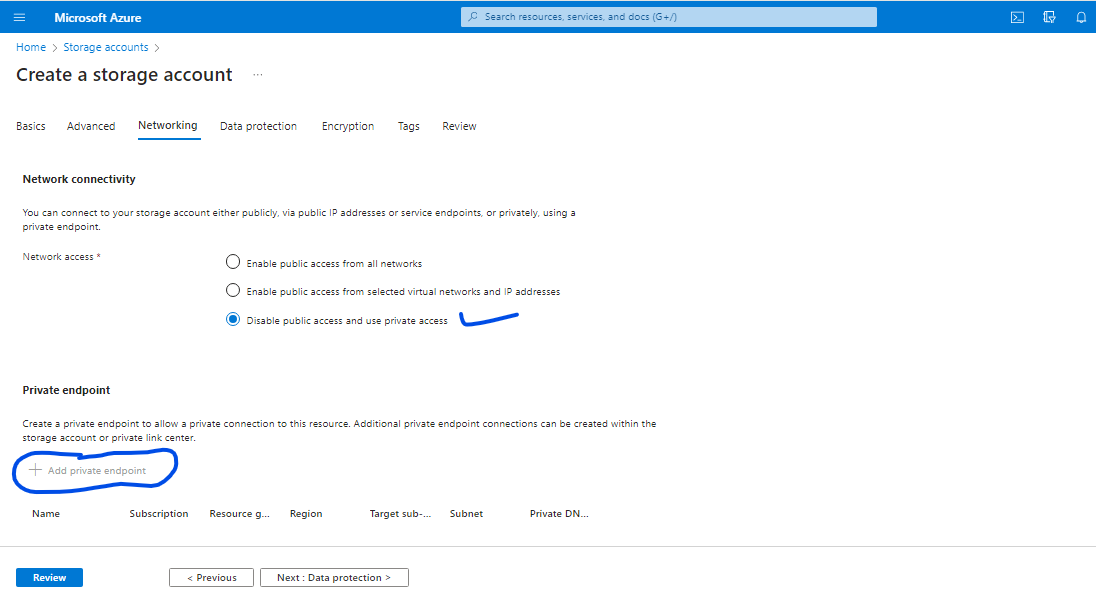 Microsoft Azure
Search resources, services, and docs (G+/)
Home > Storage accounts >
Create a storage account ...
Basics Advanced Networking Data protection Encryption Tags Review
Network connectivity
You can connect to your storage account either publicly, via public IP addresses or service endpoints, or privately, using a
private endpoint.
Network access *
Enable public access from all networks
Enable public access from selected virtual networks and IP addresses
Disable public access and use private access
Private endpoint
Create a private endpoint to allow a private connection to this resource. Additional private endpoint connections can be created within the
storage account or private link center.
+ Add private endpoint
Name Subscription Resource g... Region Target sub-... Subnet Private DN...
Review < Previous Next : Data protection >